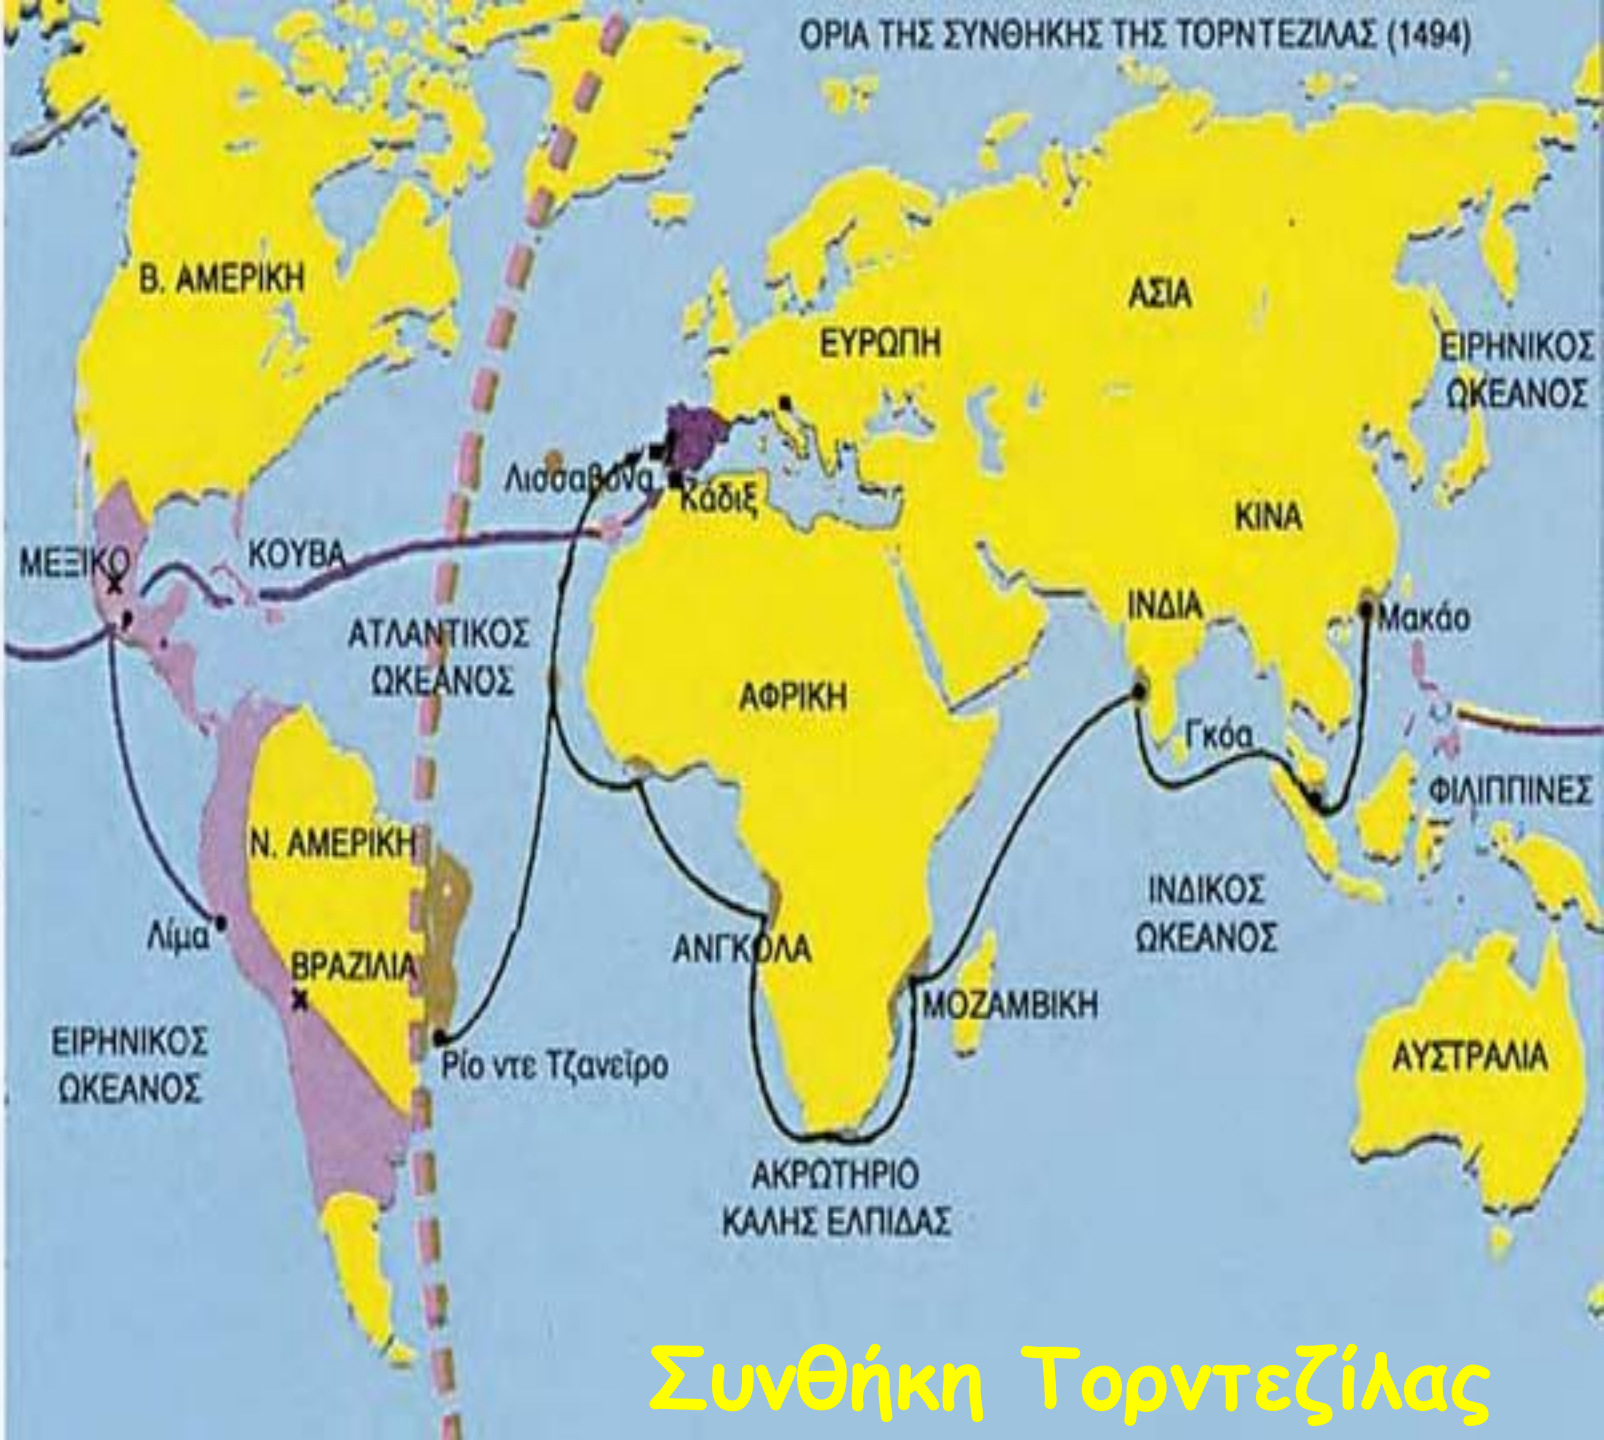 ΟΡΙΑ ΤΗΣ ΣΥΝΘΗΚΗΣ ΤΗΣ ΤΟΡΝΤΕΖΙΛΑΣ (1494)
Β. ΑΜΕΡΙΚΗ
ΑΣΙΑ
ΕΥΡΩΠΗ
ΕΙΡΗΝΙΚΟΣ
ΩΚΕΑΝΟΣ
Λισσαβόνα
Κάδιξ
ΚΙΝΑ
ΜΕΞΙΚΟ
ΚΟΥΒΑ
ΙΝΔΙΑ
Μακάο
ΑΤΛΑΝΤΙΚΟΣ
ΩΚΕΑΝΟΣ
ΑΦΡΙΚΗ
Γκόα
ΦΙΛΙΠΠΙΝΕΣ
Ν. ΑΜΕΡΙΚΗ
ΙΝΔΙΚΟΣ
ΩΚΕΑΝΟΣ
Λίμα
ΑΝΓΚΟΛΑ
ΒΡΑΖΙΛΙΑ
ΜΟΖΑΜΒΙΚΗ
ΕΙΡΗΝΙΚΟΣ
ΩΚΕΑΝΟΣ
Ρίο ντε Τζανεΐρο
ΑΥΣΤΡΑΛΙΑ
ΑΚΡΩΤΗΡΙΟ
ΚΑΛΗΣ ΕΛΠΙΔΑΣ
Συνθήκη Τορντεζίλας